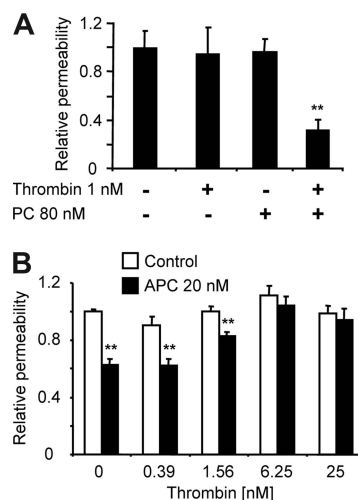 A
Relative permeability
1.2
0.8
0.4
0
**
Thrombin 1 nM - + - +
PC 80 nM - - + +
B
Control
APC 20 nM
Relative permeability
1.2
0.8
0.4
0
** ** **
0 0.39 1.56 6.25 25
Thrombin [nM]